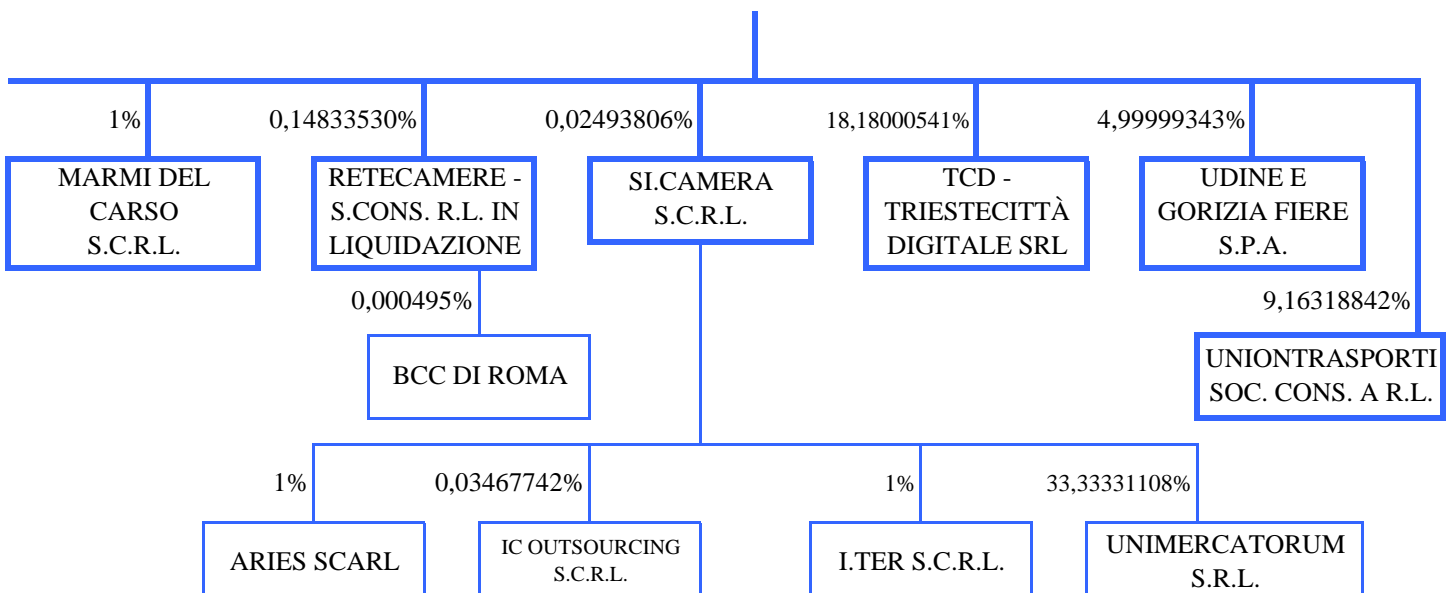 1%
0,14833530%
0,02493806%
18,18000541%
4,99999343%
MARMI DEL
CARSO
S.C.R.L.
RETECAMERE -
S.CONS. R.L. IN
LIQUIDAZIONE
SI.CAMERA
S.C.R.L.
TCD -
TRIESTECITTÀ
DIGITALE SRL
UDINE E
GORIZIA FIERE
S.P.A.
0,000495%
9,16318842%
BCC DI ROMA
UNIONTRASPORTI
SOC. CONS. A R.L.
1%
0,03467742%
1%
33,33331108%
ARIES SCARL
IC OUTSOURCING
S.C.R.L.
I.TER S.C.R.L.
UNIMERCATORUM
S.R.L.